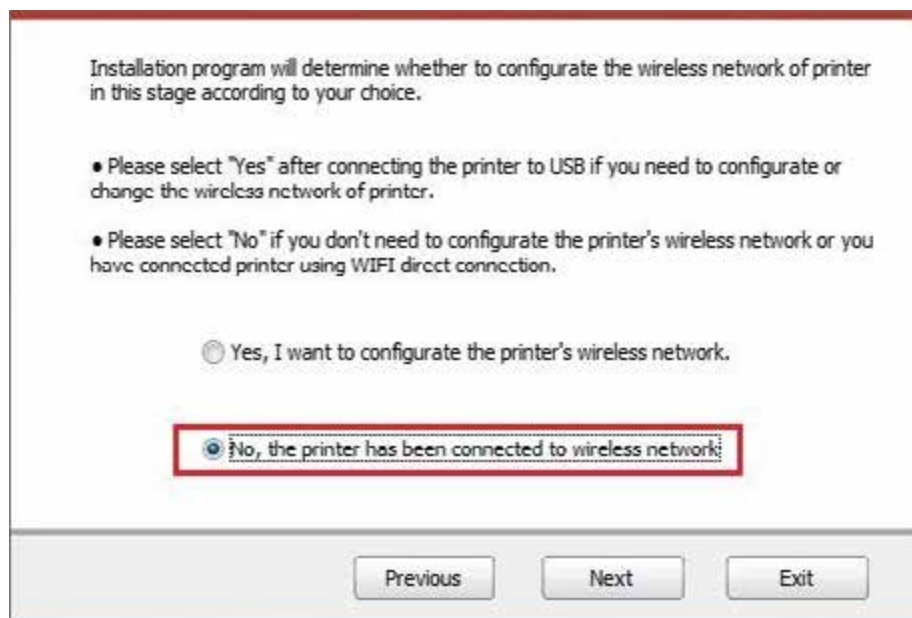 Installation program will determine whether to configurate the wireless network of printer
in this stage according to your choice.
● Please select "Yes" after connecting the printer to USB if you need to configurate or
change the wireless network of printer.
● Please select "No" if you don't need to configurate the printer's wireless network or you
have connected printer using WIFI direct connection.
Yes, I want to configurate the printer's wireless network.
No, the printer has been connected to wireless network
Previous Next Exit